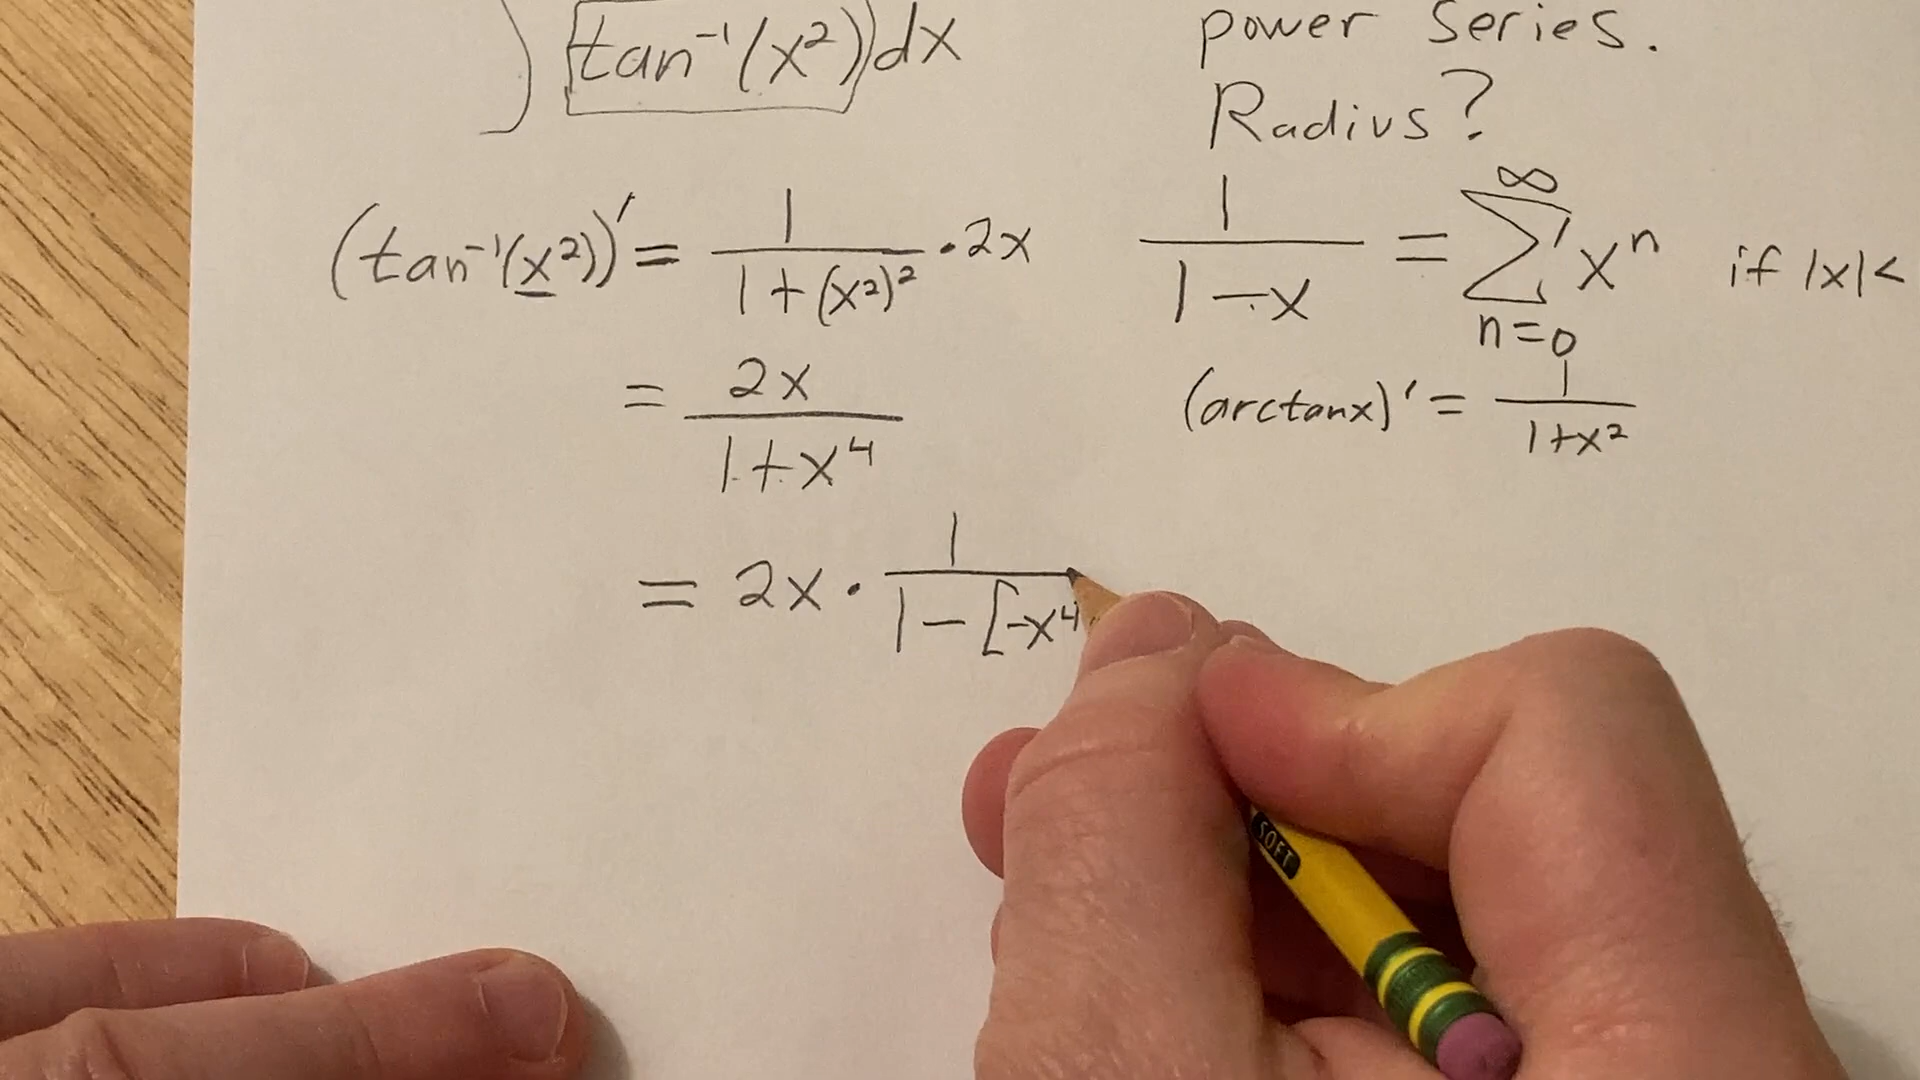 ∫ tan⁻¹(x²) dx
power series.
Radius?
(tan⁻¹(x²))' = 1/(1+(x²)²) · 2x
= 2x/(1+x⁴)
= 2x · 1/(1-[-x⁴
1/(1-x) = ∑_{n=0}^{∞} xⁿ if |x|<
(arctanx)' = 1/(1+x²)
SOFT